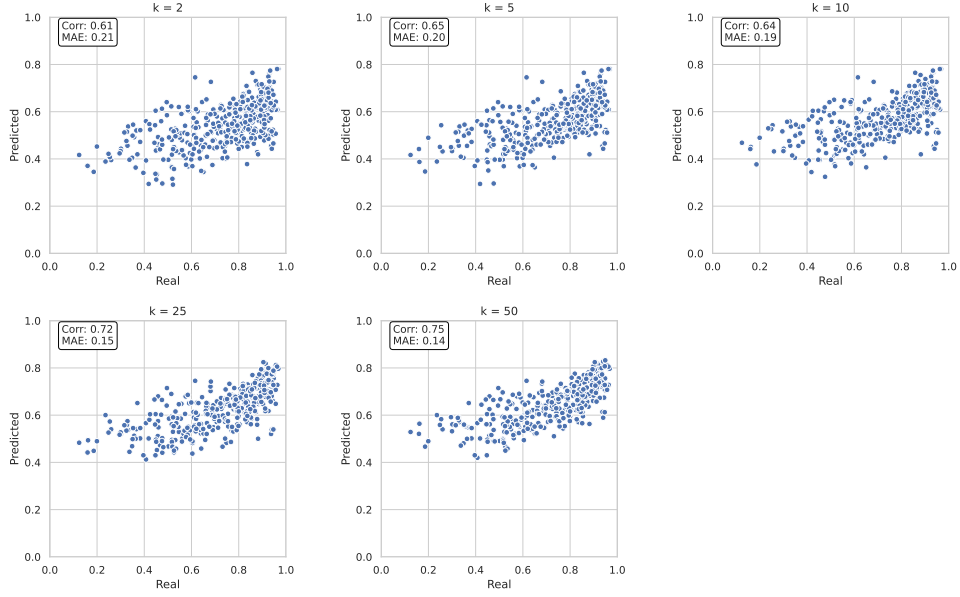 k = 2
Corr: 0.61
MAE: 0.21
1.0
0.8
0.6
0.4
0.2
0.0
Predicted
0.0 0.2 0.4 0.6 0.8 1.0
Real
k = 5
Corr: 0.65
MAE: 0.20
1.0
0.8
0.6
0.4
0.2
0.0
Predicted
0.0 0.2 0.4 0.6 0.8 1.0
Real
k = 10
Corr: 0.64
MAE: 0.19
1.0
0.8
0.6
0.4
0.2
0.0
Predicted
0.0 0.2 0.4 0.6 0.8 1.0
Real
k = 25
Corr: 0.72
MAE: 0.15
1.0
0.8
0.6
0.4
0.2
0.0
Predicted
0.0 0.2 0.4 0.6 0.8 1.0
Real
k = 50
Corr: 0.75
MAE: 0.14
1.0
0.8
0.6
0.4
0.2
0.0
Predicted
0.0 0.2 0.4 0.6 0.8 1.0
Real